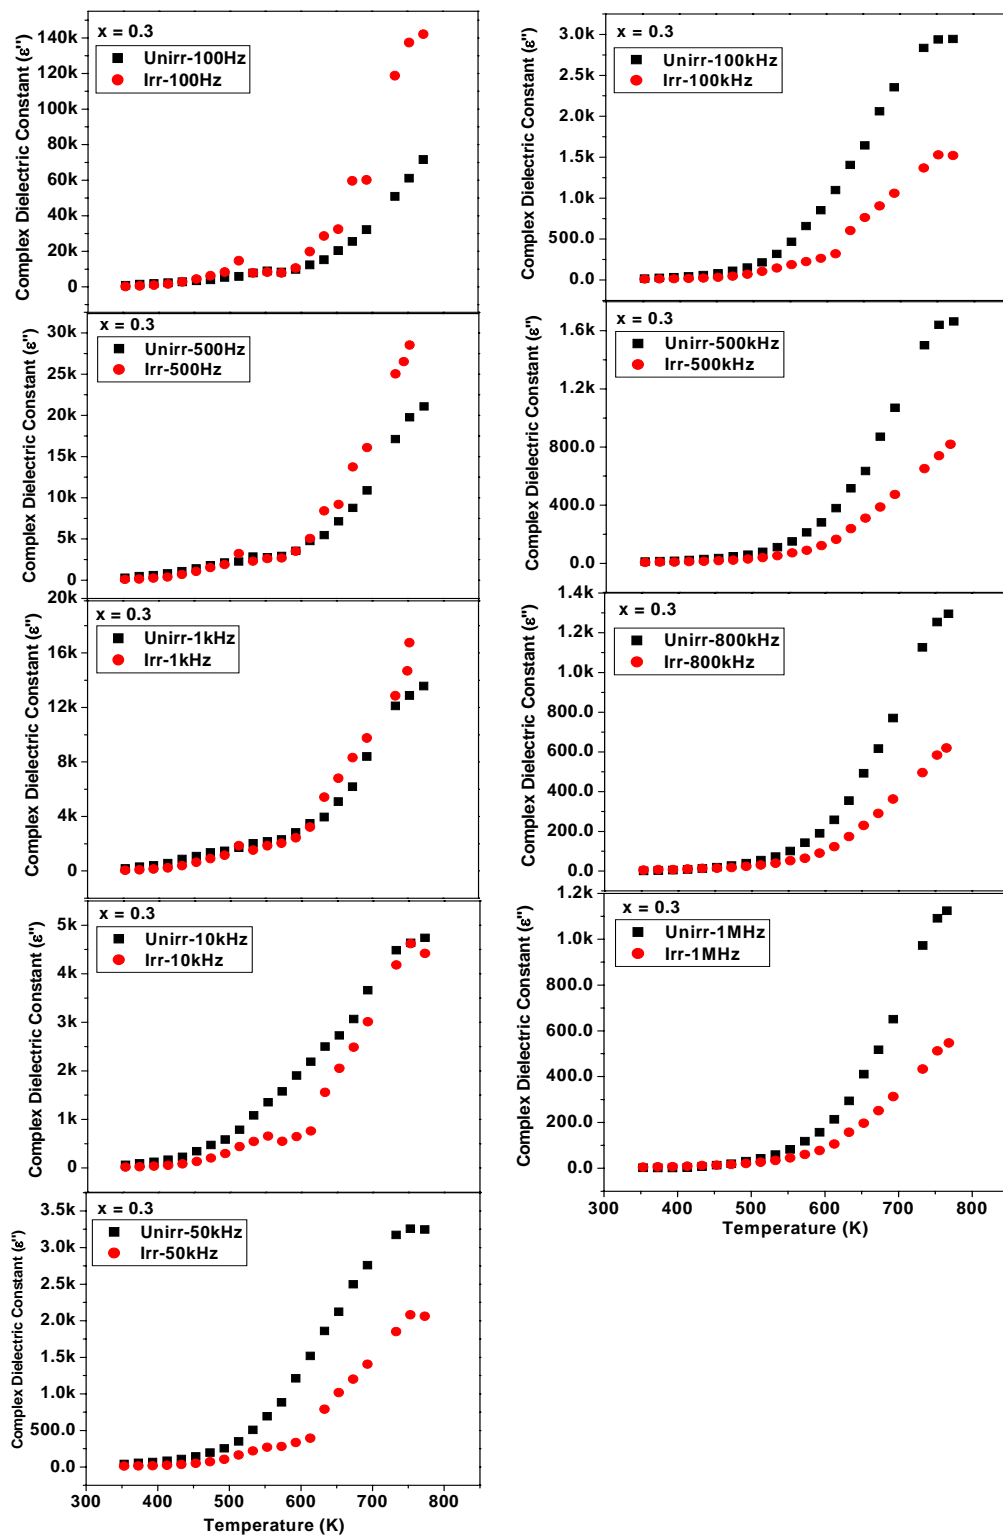 x = 0.3
Unirr-100Hz
Irr-100Hz
Complex Dielectric Constant (ε'')
140k
120k
100k
80k
60k
40k
20k
0
x = 0.3
Unirr-500Hz
Irr-500Hz
Complex Dielectric Constant (ε'')
30k
25k
20k
15k
10k
5k
0
x = 0.3
Unirr-1kHz
Irr-1kHz
Complex Dielectric Constant (ε'')
20k
16k
12k
8k
4k
0
x = 0.3
Unirr-10kHz
Irr-10kHz
Complex Dielectric Constant (ε'')
5k
4k
3k
2k
1k
0
x = 0.3
Unirr-50kHz
Irr-50kHz
Complex Dielectric Constant (ε'')
3.5k
3.0k
2.5k
2.0k
1.5k
1.0k
500.0
0.0
300 400 500 600 700 800
Temperature (K)
x = 0.3
Unirr-100kHz
Irr-100kHz
Complex Dielectric Constant (ε'')
3.0k
2.5k
2.0k
1.5k
1.0k
500.0
0.0
x = 0.3
Unirr-500kHz
Irr-500kHz
Complex Dielectric Constant (ε'')
1.6k
1.2k
800.0
400.0
0.0
x = 0.3
Unirr-800kHz
Irr-800kHz
Complex Dielectric Constant (ε'')
1.4k
1.2k
1.0k
800.0
600.0
400.0
200.0
0.0
x = 0.3
Unirr-1MHz
Irr-1MHz
Complex Dielectric Constant (ε'')
1.2k
1.0k
800.0
600.0
400.0
200.0
0.0
300 400 500 600 700 800
Temperature (K)